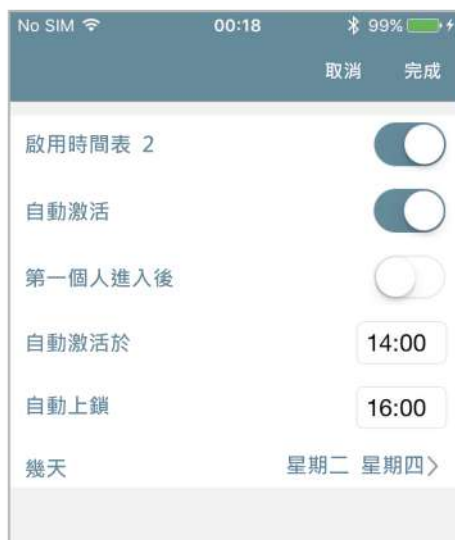 No SIM 00:18 99%
取消 完成
啟用時間表 2
自動激活
第一個人進入後
自動激活於 14:00
自動上鎖 16:00
幾天 星期二 星期四